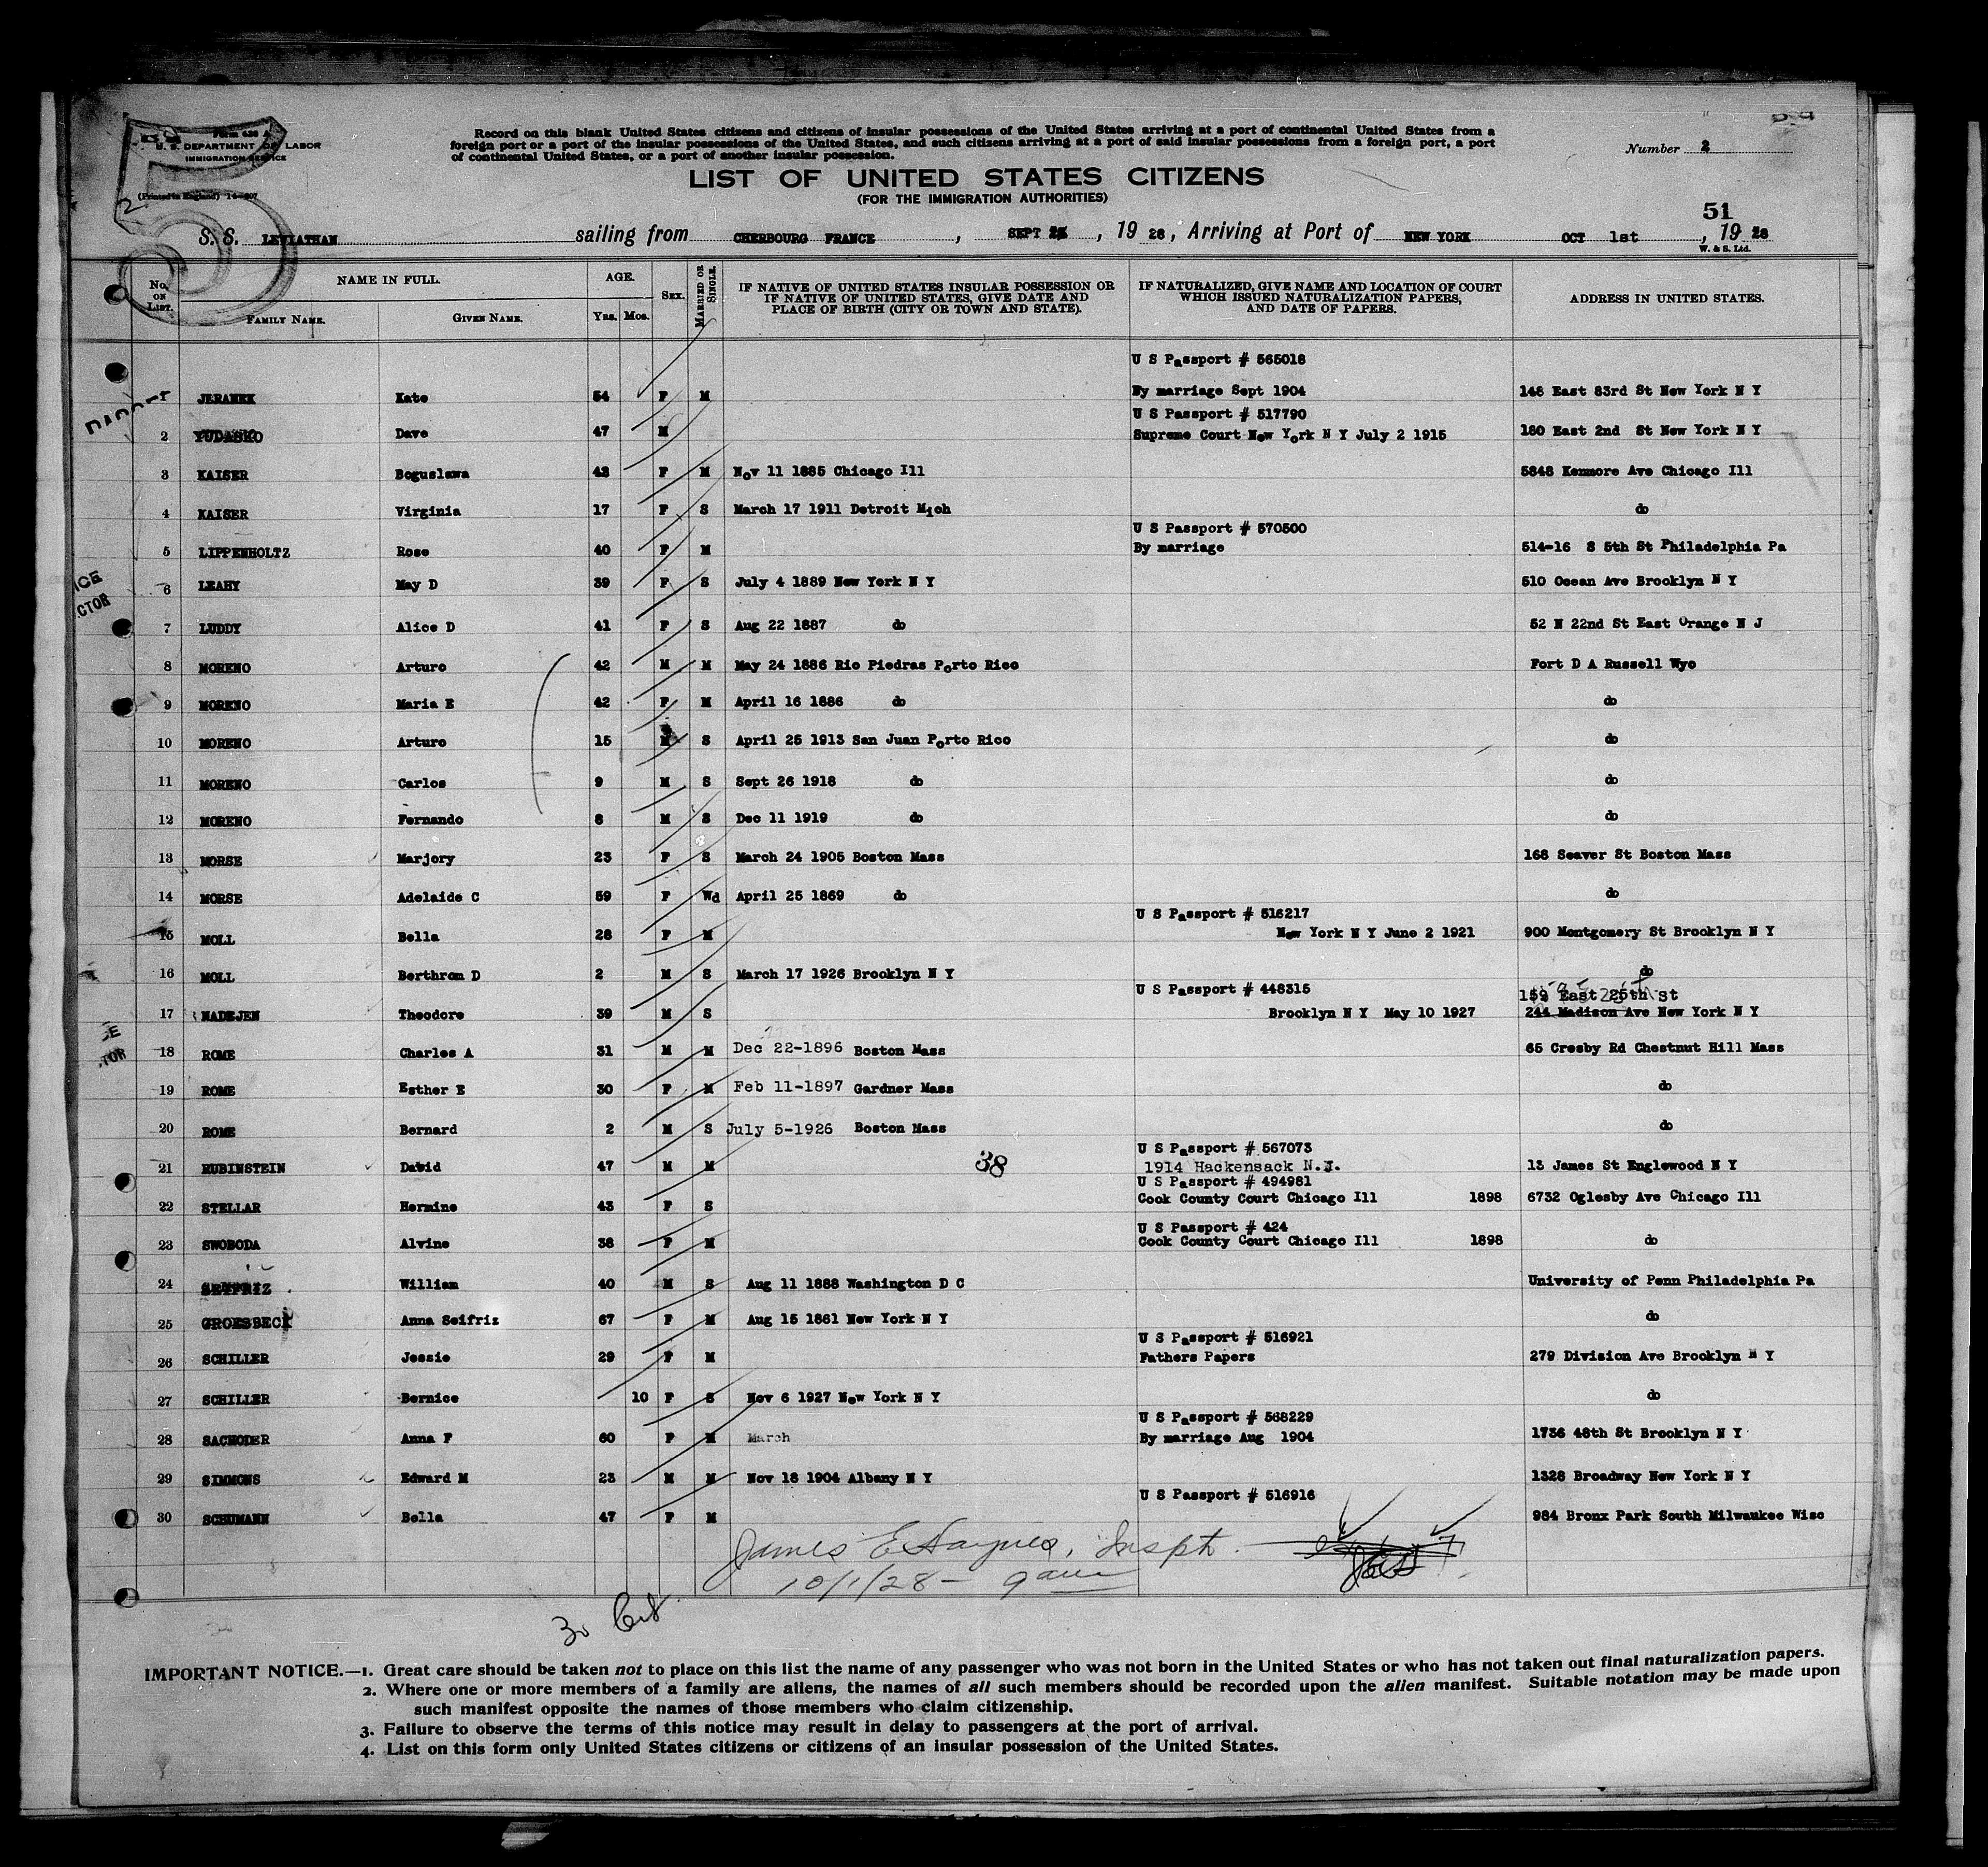 U. S. DEPARTMENT OF LABOR
IMMIGRATION SERVICE
(Printed in England) 14—607
Record on this blank United States citizens and citizens of insular possessions of the United States arriving at a port of continental United States from a
foreign port or a port of the insular possessions of the United States, and such citizens arriving at a port of said insular possessions from a foreign port, a port
of continental United States, or a port of another insular possession.
Number 2
LIST OF UNITED STATES CITIZENS
(FOR THE IMMIGRATION AUTHORITIES)
5
2
51
S. S. LEVIATHAN sailing from CHERBOURG FRANCE, SEPT , 19 28, Arriving at Port of NEW YORK OCT 1st, 19 28
W. & S. Ltd.
No. ON LIST. NAME IN FULL. AGE. SEX. MARRIED OR SINGLE. IF NATIVE OF UNITED STATES INSULAR POSSESSION OR IF NATIVE OF UNITED STATES, GIVE DATE AND PLACE OF BIRTH (CITY OR TOWN AND STATE). IF NATURALIZED, GIVE NAME AND LOCATION OF COURT WHICH ISSUED NATURALIZATION PAPERS, AND DATE OF PAPERS. ADDRESS IN UNITED STATES.
FAMILY NAME. GIVEN NAME. YRS. MOS.
U S Passport # 565018
1 JERANEK Kate 54 F M By marriage Sept 1904 148 East 83rd St New York N Y
U S Passport # 517790
2 YUDASKO Dave 47 M Supreme Court New York N Y July 2 1915 180 East 2nd St New York N Y
3 KAISER Boguslawa 42 F M Nov 11 1885 Chicago Ill 5848 Kenmore Ave Chicago Ill
4 KAISER Virginia 17 F S March 17 1911 Detroit Mich do
U S Passport # 570500
5 LIPPENHOLTZ Rose 40 F M By marriage 514-16 S 5th St Philadelphia Pa
6 LEAHY May D 39 F S July 4 1889 New York N Y 510 Ocean Ave Brooklyn N Y
7 LUDDY Alice D 41 F S Aug 22 1887 do 52 N 22nd St East Orange N J
8 MORENO Arturo 42 M M May 24 1886 Rio Piedras Porto Rico Fort D A Russell Wyo
9 MORENO Maria E 42 F M April 16 1886 do do
10 MORENO Arturo 15 M S April 25 1913 San Juan Porto Rico do
11 MORENO Carlos 9 M S Sept 26 1918 do do
12 MORENO Fernando 8 M S Dec 11 1919 do do
13 MORSE Marjory 23 F S March 24 1905 Boston Mass 168 Seaver St Boston Mass
14 MORSE Adelaide C 59 F Wd April 25 1869 do do
U S Passport # 516217
15 MOLL Bella 28 F M New York N Y June 2 1921 900 Montgomery St Brooklyn N Y
16 MOLL Berthrom D 2 M S March 17 1926 Brooklyn N Y do
U S Passport # 448315 159 East 25th St
17 NADEJEN Theodore 39 M S Brooklyn N Y May 10 1927 244 Madison Ave New York N Y
18 ROME Charles A 31 M M Dec 22-1896 Boston Mass 65 Crosby Rd Chestnut Hill Mass
19 ROME Esther E 30 F M Feb 11-1897 Gardner Mass do
20 ROME Bernard 2 M S July 5-1926 Boston Mass do
U S Passport # 567073
21 RUBINSTEIN David 47 M M 38 1914 Hackensack N.J. 13 James St Englewood N Y
U S Passport # 494981
22 STELLAR Hermine 43 F S Cook County Court Chicago Ill 1898 6732 Oglesby Ave Chicago Ill
U S Passport # 424
23 SWOBODA Alvine 38 F M Cook County Court Chicago Ill 1898 do
24 SEIFRIZ William 40 M S Aug 11 1888 Washington D C University of Penn Philadelphia Pa
25 GROESBECK Anna Seifriz 67 F M Aug 15 1861 New York N Y do
U S Passport # 516921
26 SCHILLER Jessie 29 F M Fathers Papers 279 Division Ave Brooklyn N Y
27 SCHILLER Bernice 10 F S Nov 6 1927 New York N Y do
U S Passport # 568229
28 SACHODER Anna F 60 F M March By marriage Aug 1904 1736 48th St Brooklyn N Y
29 SIMMONS Edward M 23 M M Nov 18 1904 Albany N Y 1328 Broadway New York N Y
U S Passport # 516916
30 SCHUMANN Bella 47 F M 984 Bronx Park South Milwaukee Wisc
James E Haynes, Inspt.
10/1/28 - 9 am
30
IMPORTANT NOTICE.—1. Great care should be taken not to place on this list the name of any passenger who was not born in the United States or who has not taken out final naturalization papers.
2. Where one or more members of a family are aliens, the names of all such members should be recorded upon the alien manifest. Suitable notation may be made upon
such manifest opposite the names of those members who claim citizenship.
3. Failure to observe the terms of this notice may result in delay to passengers at the port of arrival.
4. List on this form only United States citizens or citizens of an insular possession of the United States.